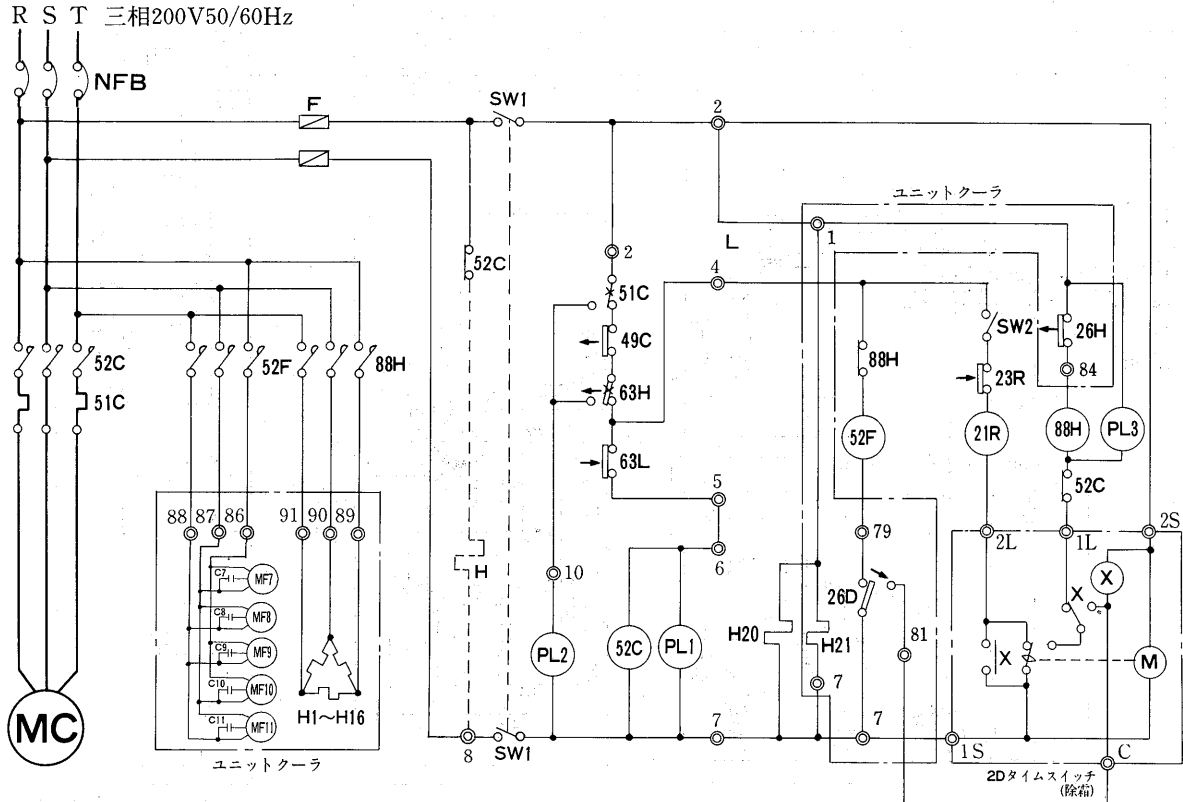 R S T 三相200V50/60Hz
NFB
F
SW1
2
2
ユニットクーラ
1
L
4
52C
51C
49C
63H
63L
88H
SW2
26H
84
23R
52F
21R
88H
PL3
52C
52C
51C
52F
88H
5
6
79
2L
1L
2S
88 87 86 91 90 89
C7 MF7
C8 MF8
C9 MF9
C10 MF10
C11 MF11
H1~H16
ユニットクーラ
MC
H
10
PL2
52C
PL1
H20
H21
26D
81
X
X
X
M
7
8
SW1
7
7
1S
C
2Dタイムスイッチ
(除霜)